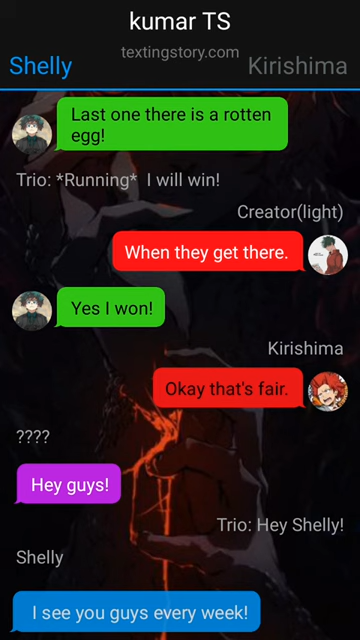 kumar TS
textingstory.com
Shelly
Kirishima
Last one there is a rotten
egg!
Trio: *Running* I will win!
Creator(light)
When they get there.
Yes I won!
Kirishima
Okay that's fair.
????
Hey guys!
Trio: Hey Shelly!
Shelly
I see you guys every week!